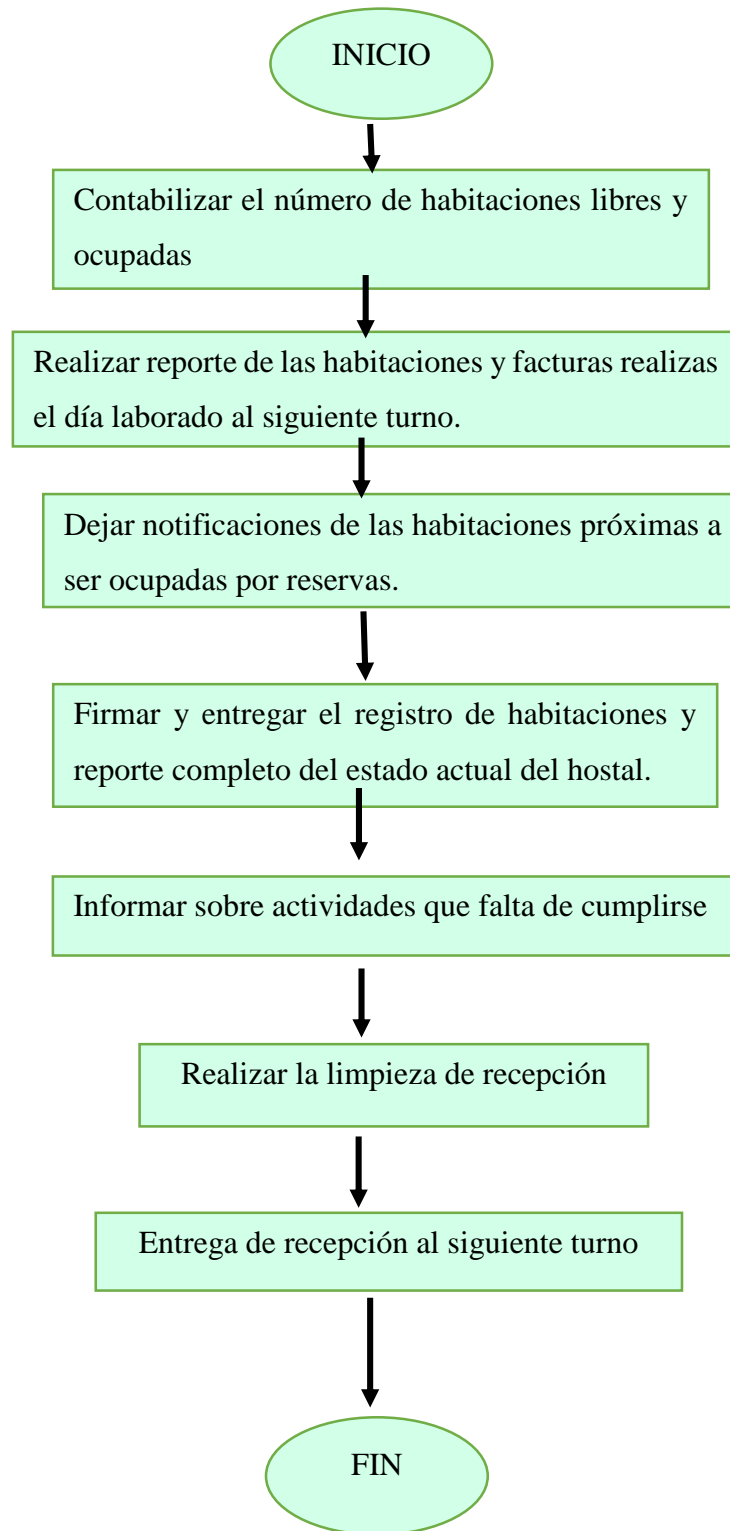 INICIO
Contabilizar el número de habitaciones libres y
ocupadas
Realizar reporte de las habitaciones y facturas realizas
el día laborado al siguiente turno.
Dejar notificaciones de las habitaciones próximas a
ser ocupadas por reservas.
Firmar y entregar el registro de habitaciones y
reporte completo del estado actual del hostal.
Informar sobre actividades que falta de cumplirse
Realizar la limpieza de recepción
Entrega de recepción al siguiente turno
FIN